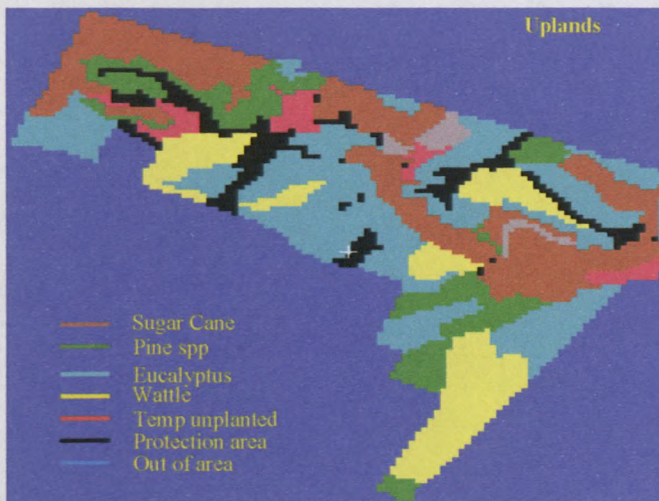 Uplands
Sugar Cane
Pine spp
Eucalyptus
Wattle
Temp unplanted
Protection area
Out of area